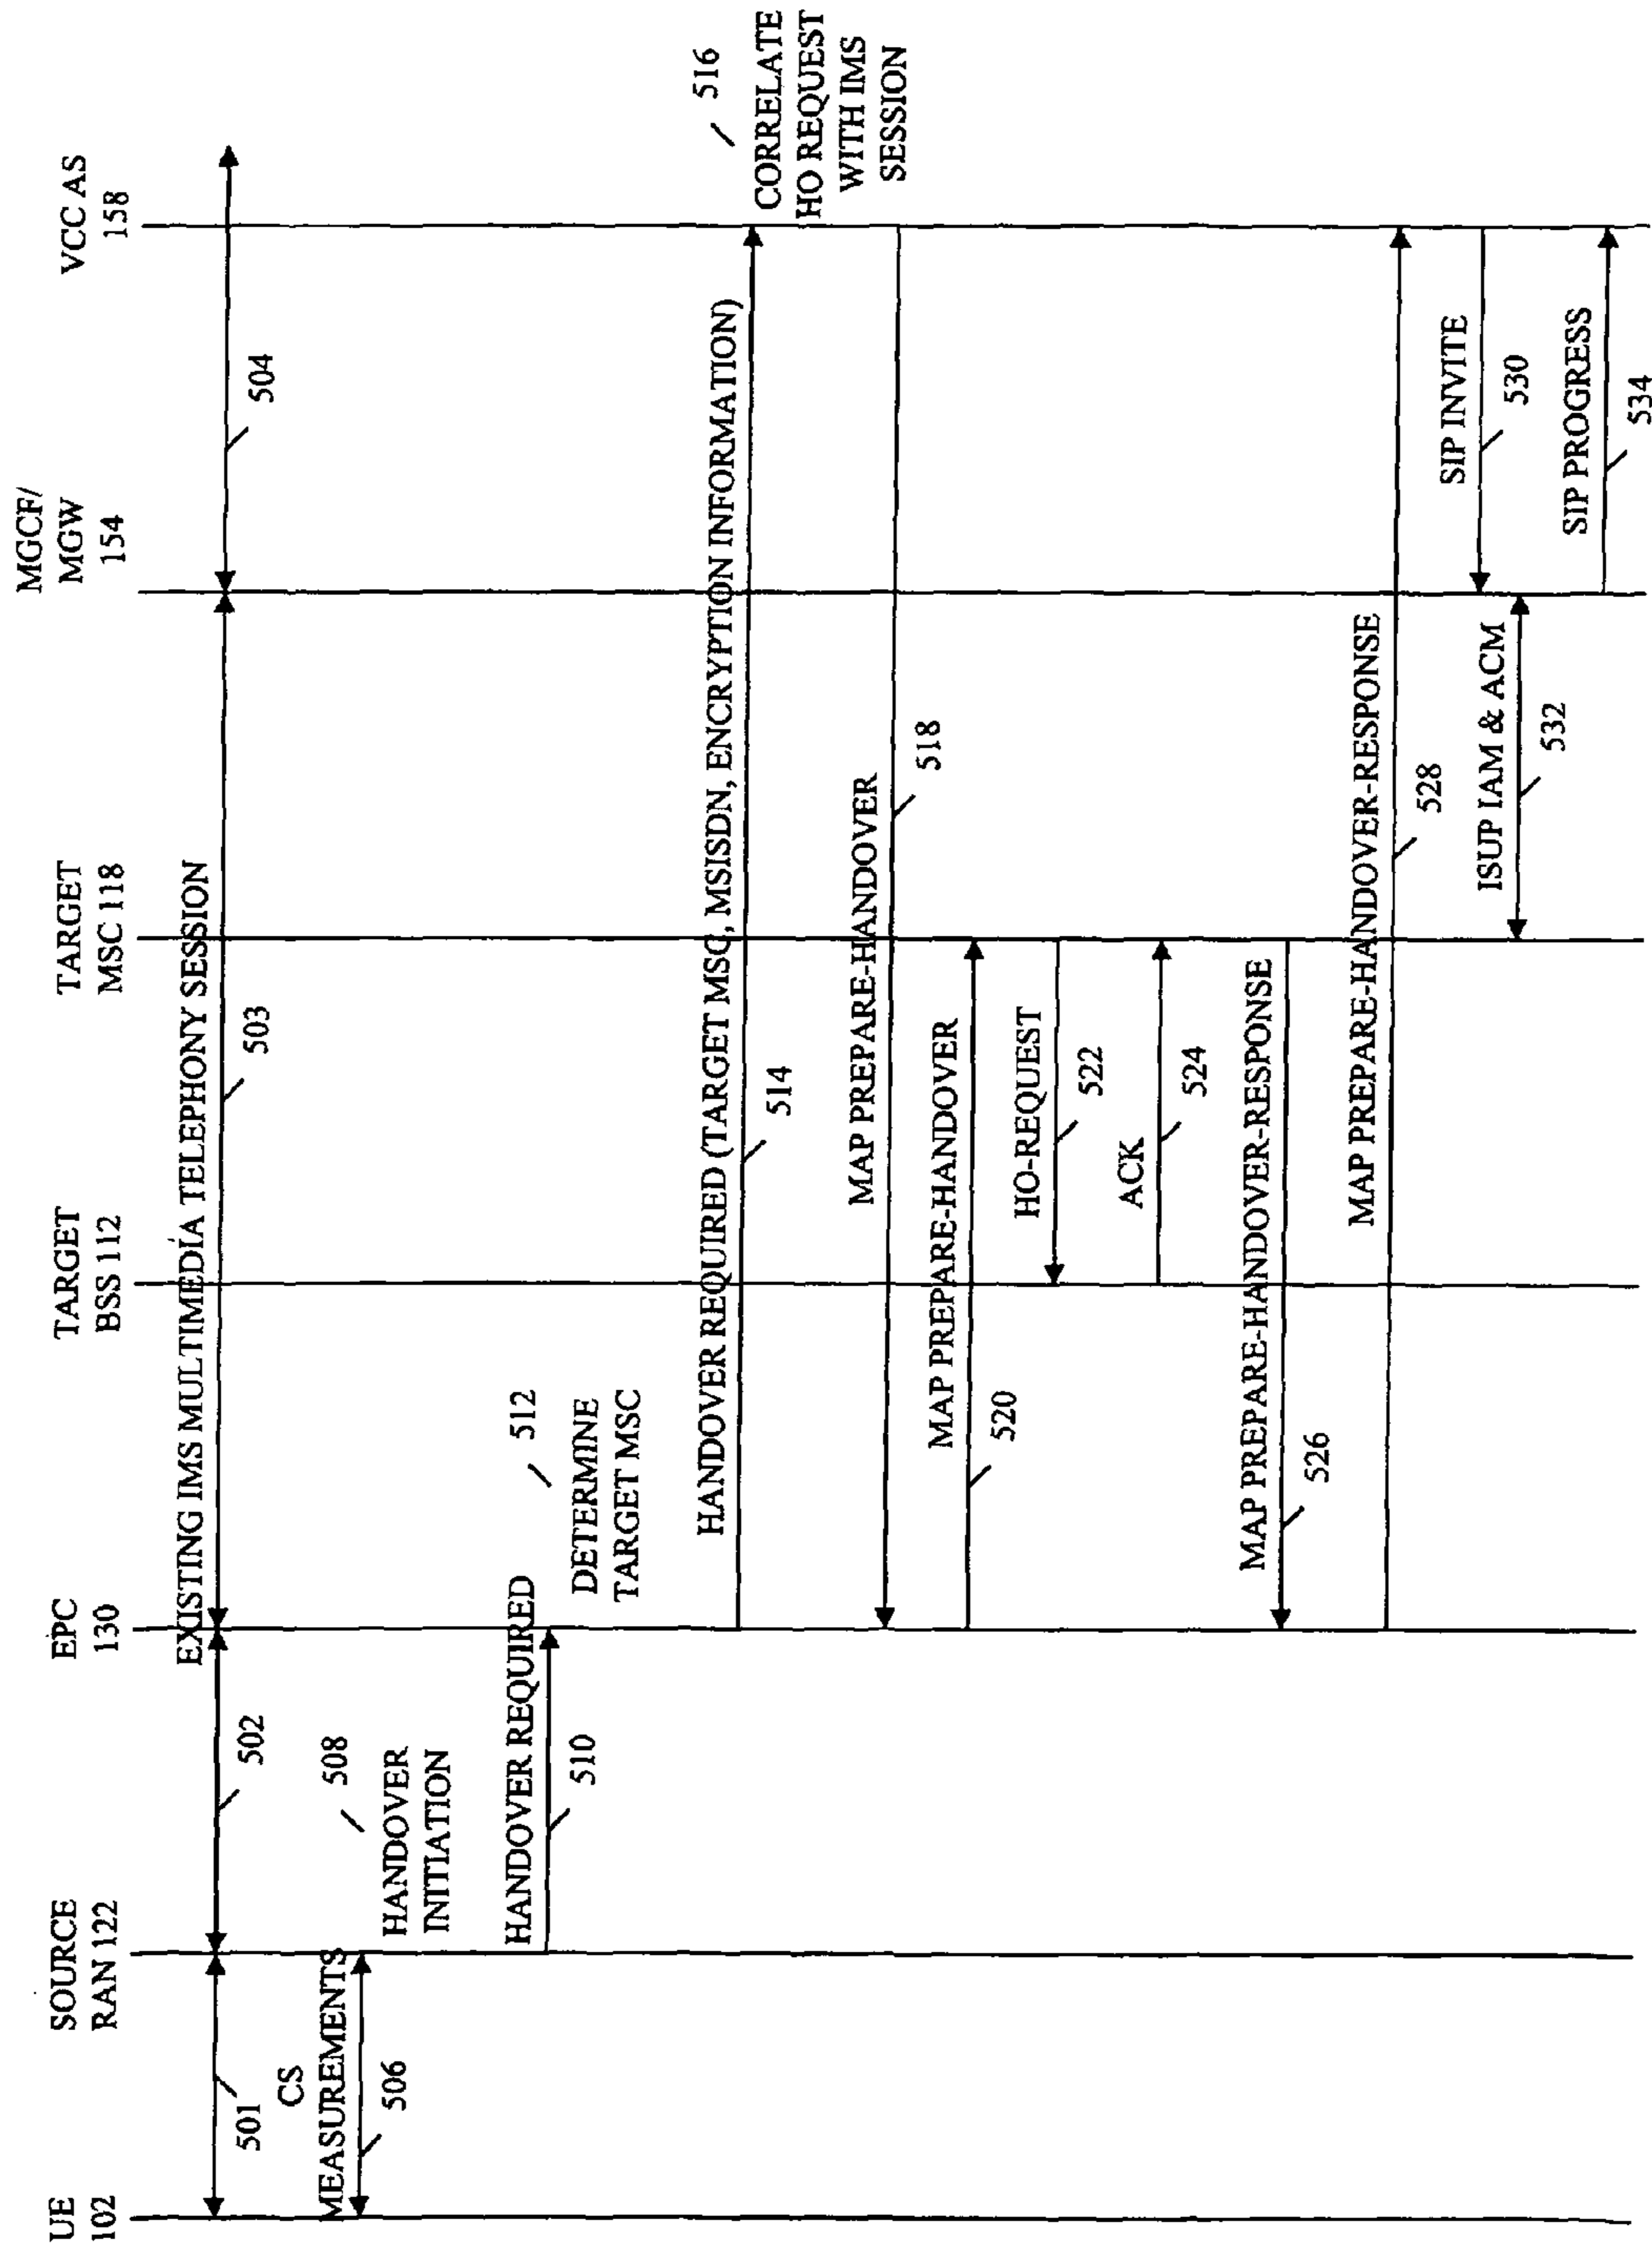 UE
102
SOURCE
RAN 122
EPC
130
TARGET
BSS 112
TARGET
MSC 118
MGCF/
MGW
154
VCC AS
158
EXISTING IMS MULTIMEDIA TELEPHONY SESSION
501
502
503
504
CS
MEASUREMENTS
506
508
HANDOVER
INITIATION
HANDOVER REQUIRED
510
512
DETERMINE
TARGET MSC
HANDOVER REQUIRED (TARGET MSC, MSISDN, ENCRYPTION INFORMATION)
514
516
CORRELATE
HO REQUEST
WITH IMS
SESSION
MAP PREPARE-HANDOVER
518
MAP PREPARE-HANDOVER
520
HO-REQUEST
522
ACK
524
MAP PREPARE-HANDOVER-RESPONSE
526
MAP PREPARE-HANDOVER-RESPONSE
528
SIP INVITE
530
ISUP IAM & ACM
532
SIP PROGRESS
534